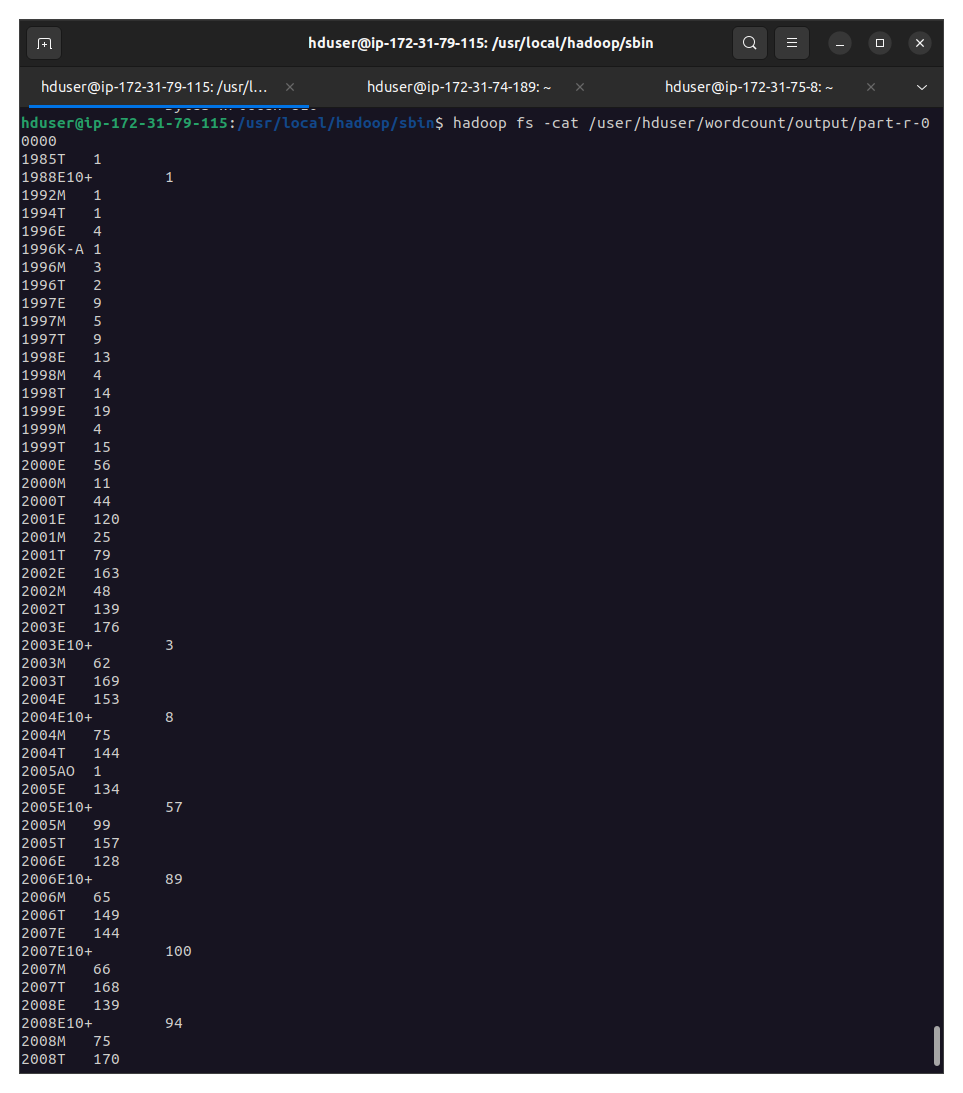 hduser@ip-172-31-79-115: /usr/local/hadoop/sbin
hduser@ip-172-31-79-115: /usr/l...
hduser@ip-172-31-74-189: ~
hduser@ip-172-31-75-8: ~
hduser@ip-172-31-79-115:/usr/local/hadoop/sbin$ hadoop fs -cat /user/hduser/wordcount/output/part-r-0
0000
1985T 1
1988E10+ 1
1992M 1
1994T 1
1996E 4
1996K-A 1
1996M 3
1996T 2
1997E 9
1997M 5
1997T 9
1998E 13
1998M 4
1998T 14
1999E 19
1999M 4
1999T 15
2000E 56
2000M 11
2000T 44
2001E 120
2001M 25
2001T 79
2002E 163
2002M 48
2002T 139
2003E 176
2003E10+ 3
2003M 62
2003T 169
2004E 153
2004E10+ 8
2004M 75
2004T 144
2005AO 1
2005E 134
2005E10+ 57
2005M 99
2005T 157
2006E 128
2006E10+ 89
2006M 65
2006T 149
2007E 144
2007E10+ 100
2007M 66
2007T 168
2008E 139
2008E10+ 94
2008M 75
2008T 170